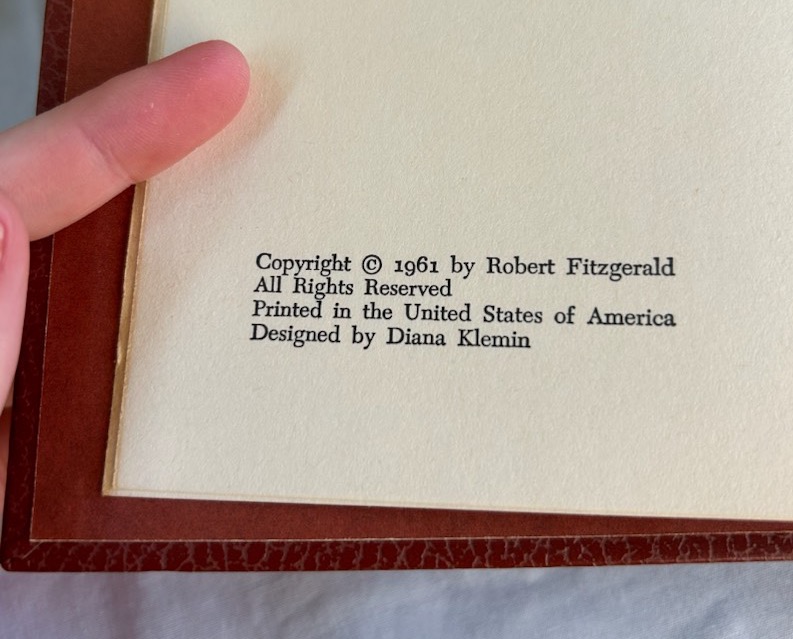 Copyright © 1961 by Robert Fitzgerald
All Rights Reserved
Printed in the United States of America
Designed by Diana Klemin